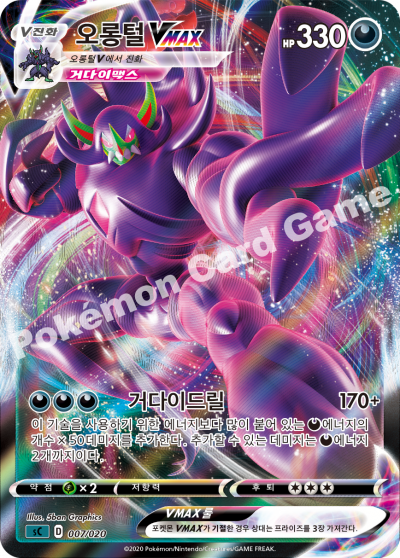 V진화
오롱털 VMAX
HP 330
오롱털V에서 진화
거다이맥스
Pokémon Card Game
거다이드릴 170+
이 기술을 사용하기 위한 에너지보다 많이 붙어 있는 에너지의
개수 × 50데미지를 추가한다. 추가할 수 있는 데미지는 에너지
2개까지이다.
약점 ×2 저항력 후퇴
Illus. 5ban Graphics
sC D 007/020
VMAX 룰
포켓몬 VMAX가 기절한 경우 상대는 프라이즈를 3장 가져간다.
©2020 Pokémon/Nintendo/Creatures/GAME FREAK.